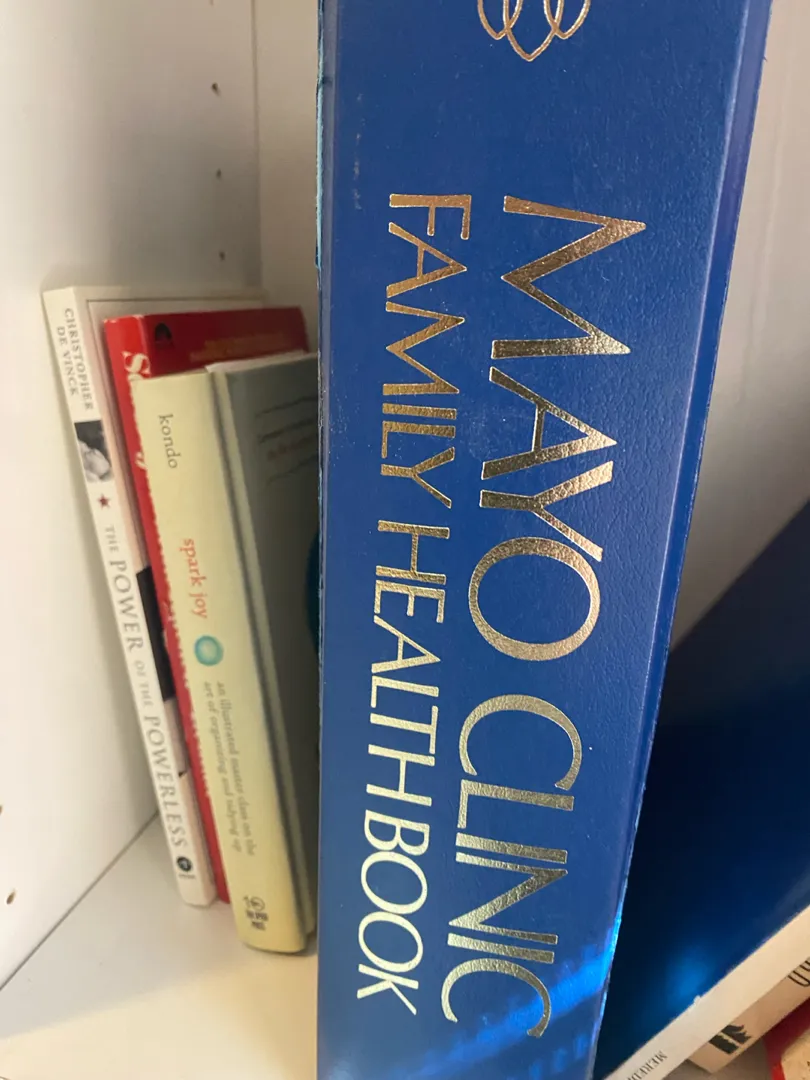 MAYO CLINIC
FAMILY HEALTH BOOK
CHRISTOPHER
DE VINCK
THE POWER OF THE POWERLESS
kondo
spark joy
an illustrated master class on the
art of organizing and tidying up